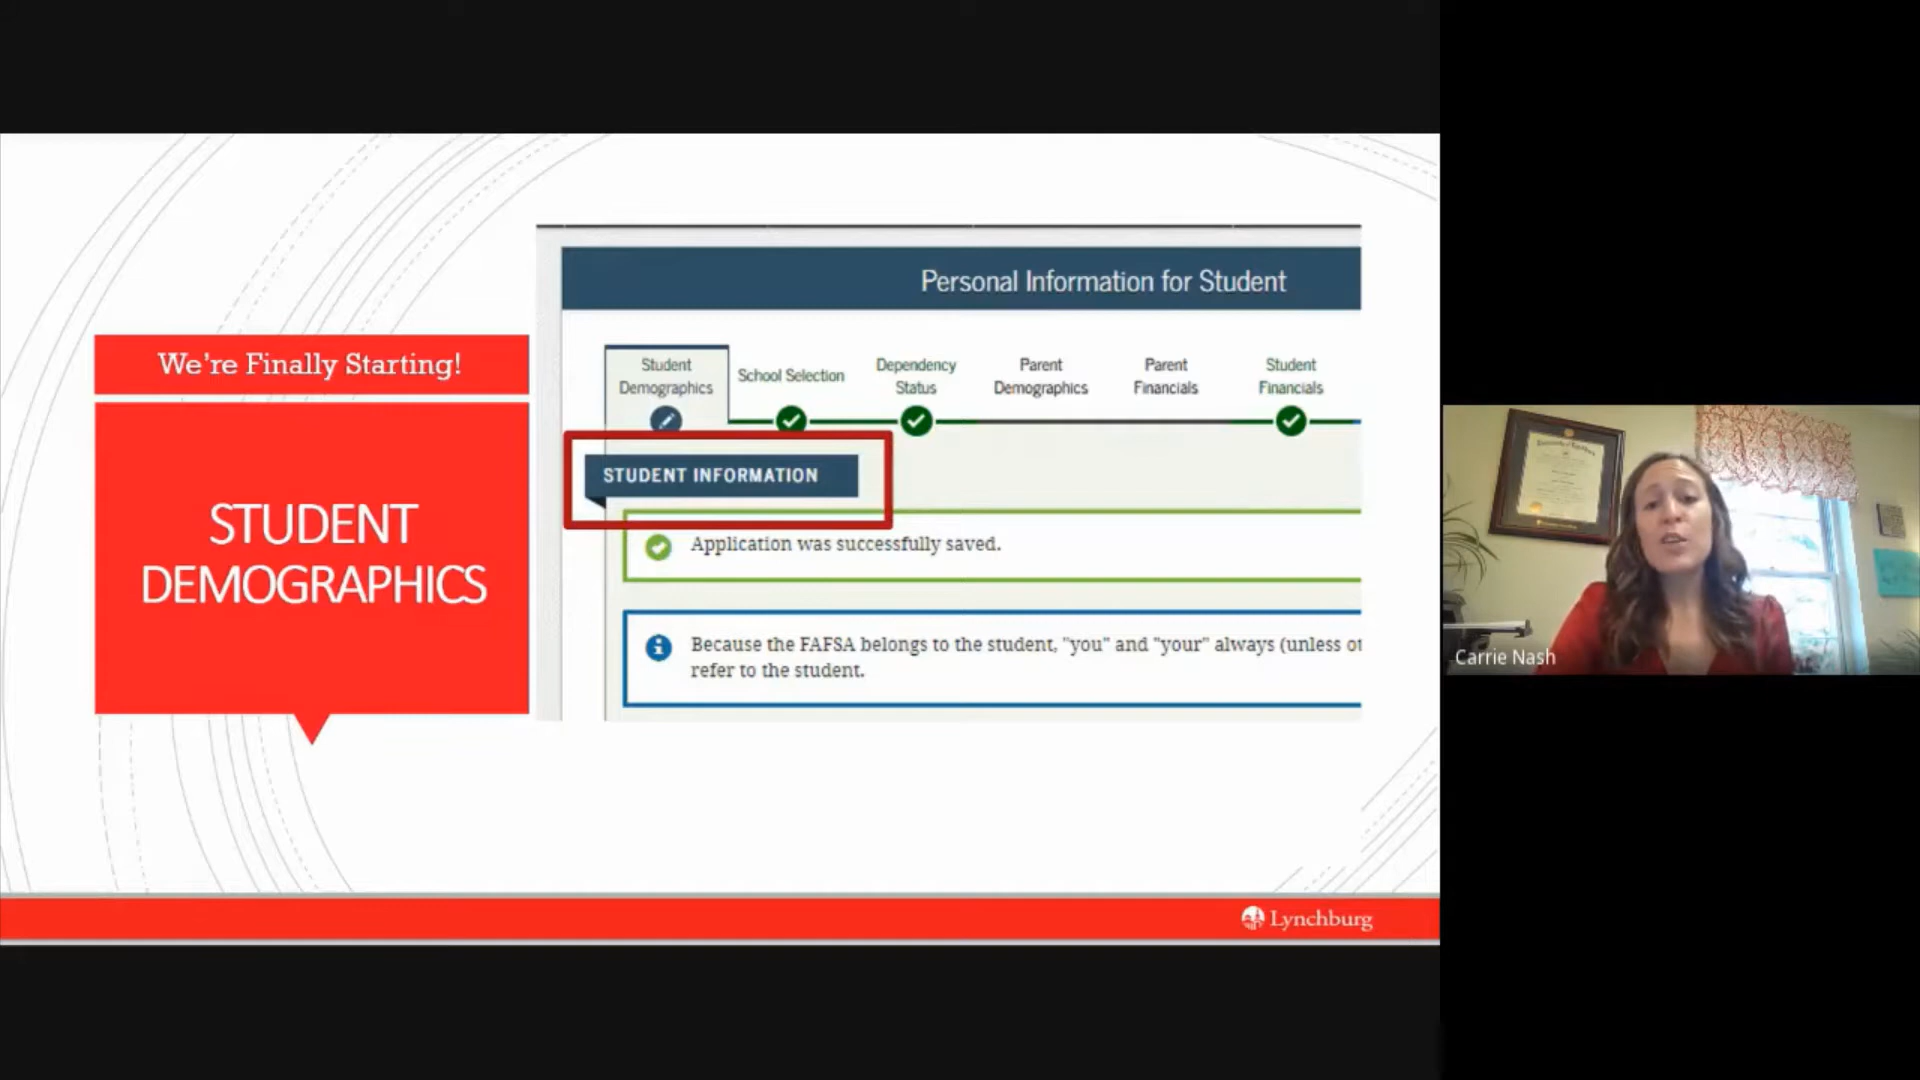 We're Finally Starting!
STUDENT
DEMOGRAPHICS
Personal Information for Student
Student
Demographics
School Selection
Dependency
Status
Parent
Demographics
Parent
Financials
Student
Financials
STUDENT INFORMATION
Application was successfully saved.
Because the FAFSA belongs to the student, "you" and "your" always (unless
refer to the student.
Lynchburg
Carrie Nash